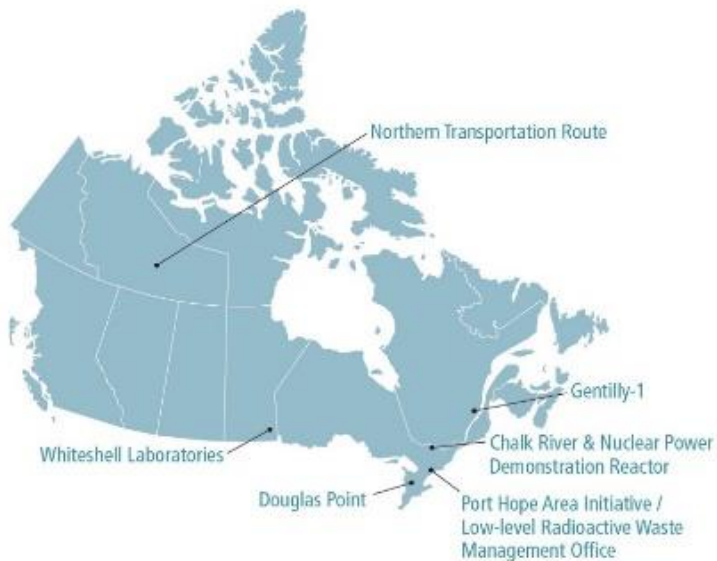 Northern Transportation Route
Gentilly-1
Whiteshell Laboratories
Chalk River & Nuclear Power
Demonstration Reactor
Douglas Point
Port Hope Area Initiative /
Low-level Radioactive Waste
Management Office